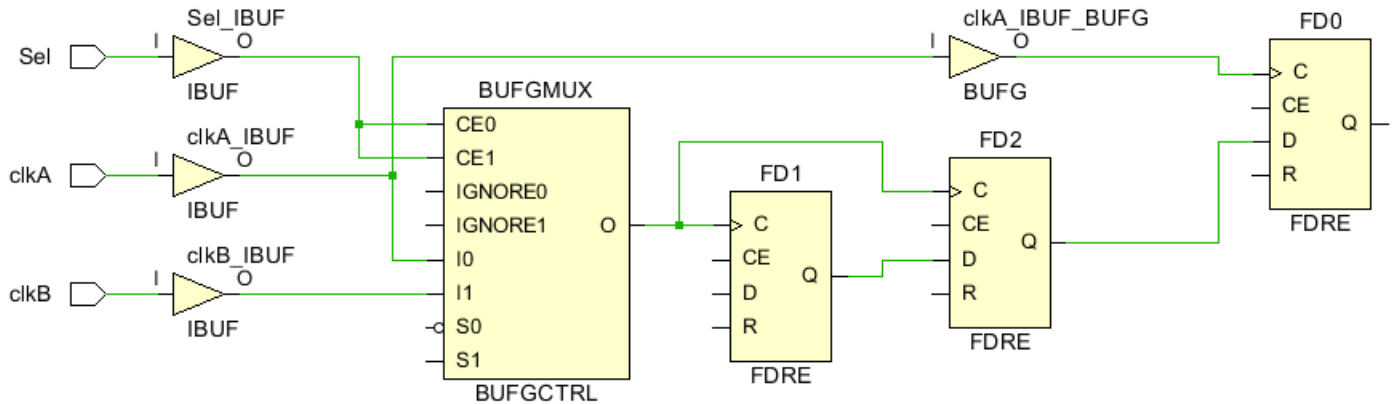 Sel_IBUF
I
O
Sel
IBUF
clkA_IBUF
I
O
clkA
IBUF
clkB_IBUF
I
O
clkB
IBUF
BUFGMUX
CE0
CE1
IGNORE0
IGNORE1
I0
I1
S0
S1
O
BUFGCTRL
FD1
C
CE
D
R
Q
FDRE
clkA_IBUF_BUFG
I
O
BUFG
FD2
C
CE
D
R
Q
FDRE
FD0
C
CE
D
R
Q
FDRE